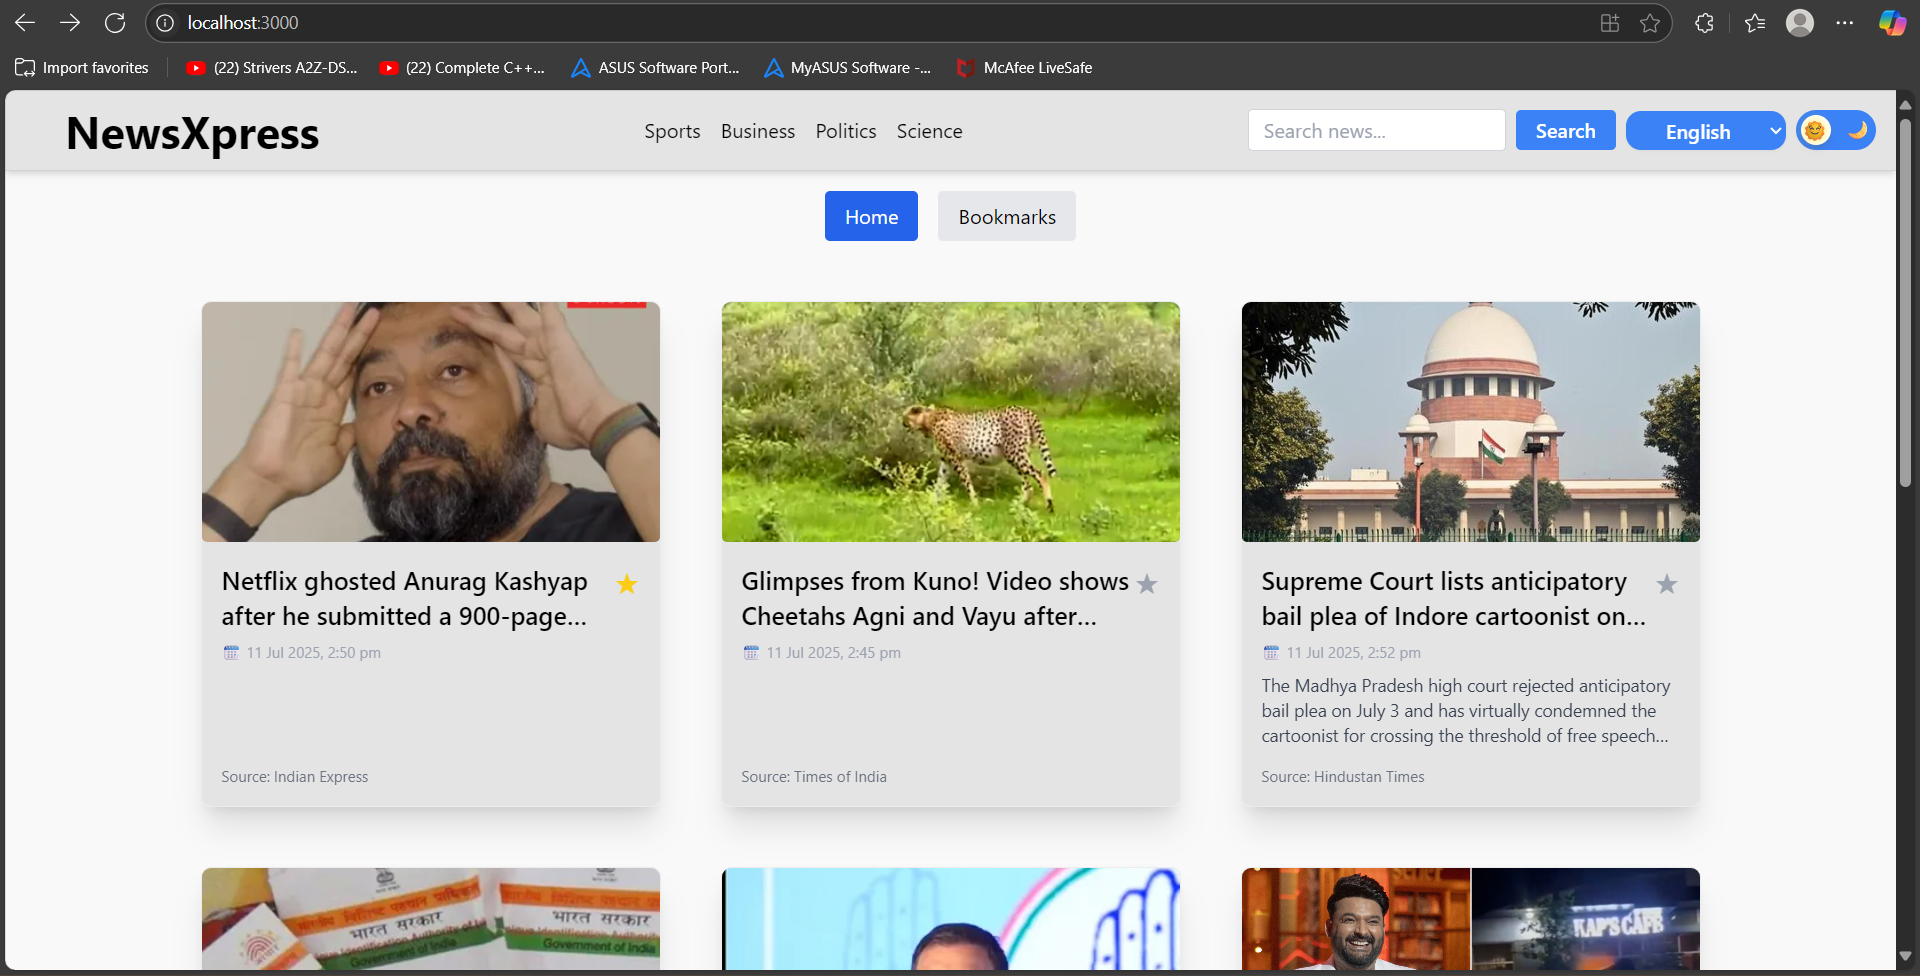 localhost:3000
Import favorites
(22) Strivers A2Z-DS...
(22) Complete C++...
ASUS Software Port...
MyASUS Software -...
McAfee LiveSafe
NewsXpress
Sports Business Politics Science
Search news...
Search
English
Home
Bookmarks
Netflix ghosted Anurag Kashyap
after he submitted a 900-page...
11 Jul 2025, 2:50 pm
Source: Indian Express
Glimpses from Kuno! Video shows
Cheetahs Agni and Vayu after...
11 Jul 2025, 2:45 pm
Source: Times of India
Supreme Court lists anticipatory
bail plea of Indore cartoonist on...
11 Jul 2025, 2:52 pm
The Madhya Pradesh high court rejected anticipatory
bail plea on July 3 and has virtually condemned the
cartoonist for crossing the threshold of free speech...
Source: Hindustan Times
भारत सरकार
Government of India
भारत सरकार
Government of India
KAP'S CAFE